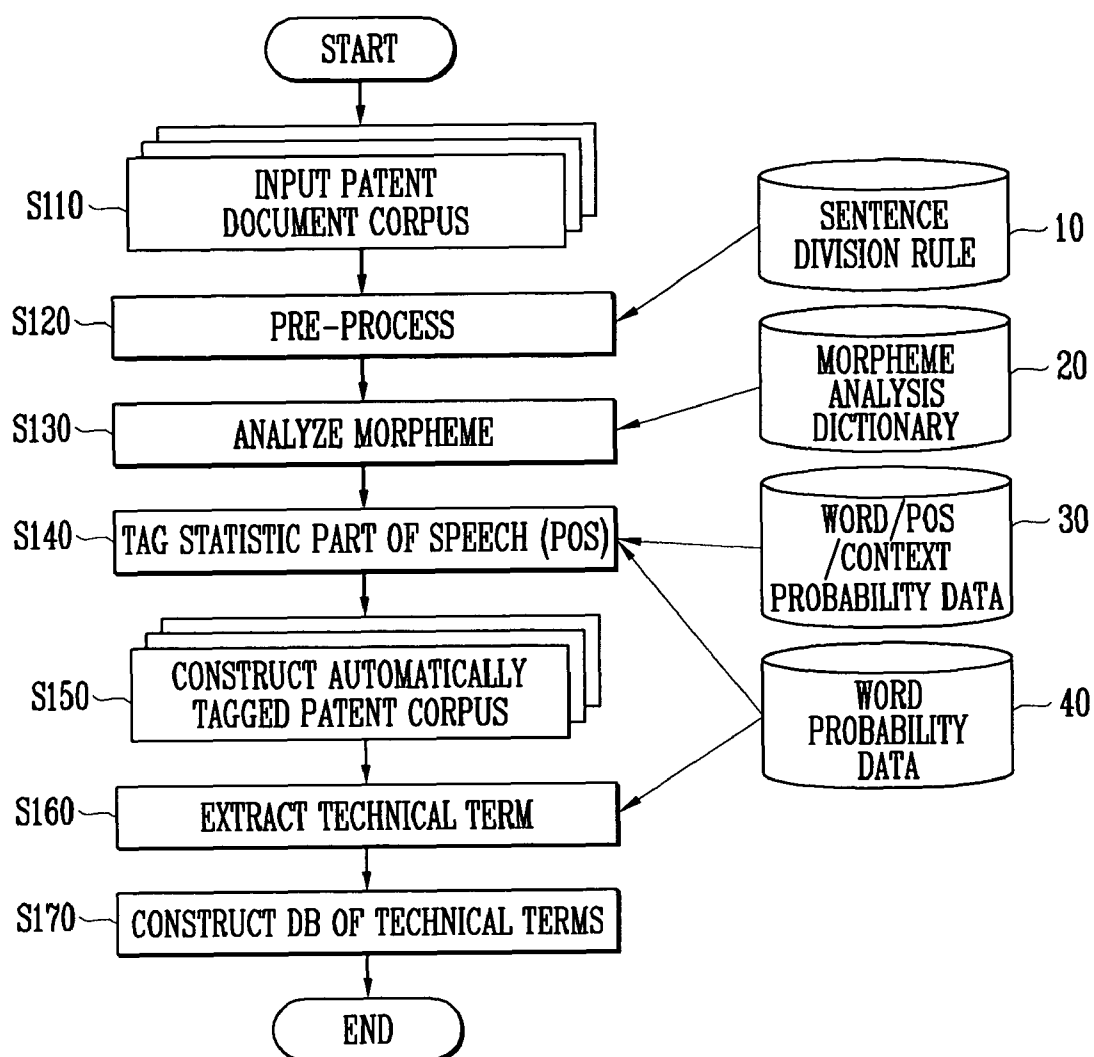 START
S110
INPUT PATENT
DOCUMENT CORPUS
SENTENCE
DIVISION RULE
10
S120
PRE-PROCESS
MORPHEME
ANALYSIS
DICTIONARY
20
S130
ANALYZE MORPHEME
S140
TAG STATISTIC PART OF SPEECH (POS)
WORD/POS
/CONTEXT
PROBABILITY DATA
30
S150
CONSTRUCT AUTOMATICALLY
TAGGED PATENT CORPUS
WORD
PROBABILITY
DATA
40
S160
EXTRACT TECHNICAL TERM
S170
CONSTRUCT DB OF TECHNICAL TERMS
END